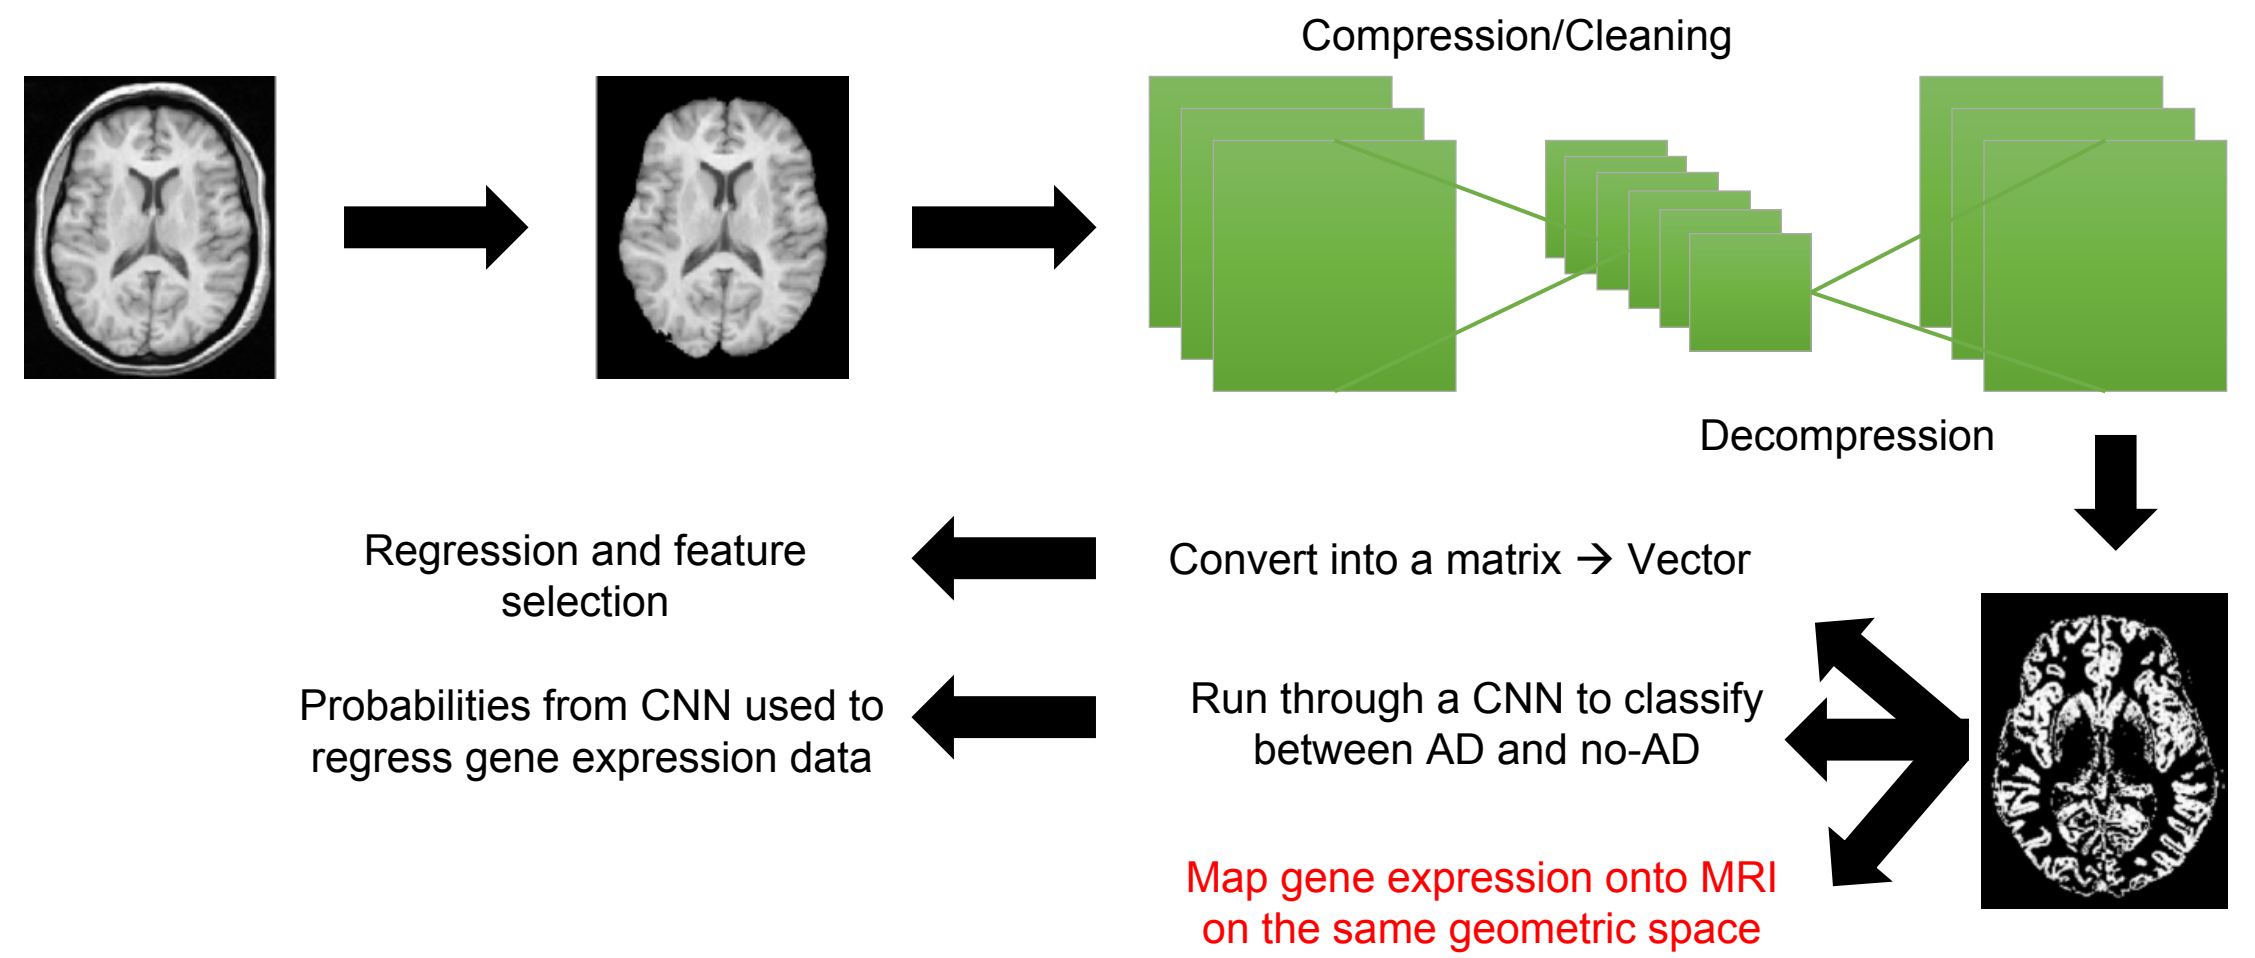 Compression/Cleaning
Decompression
Regression and feature
selection
Convert into a matrix → Vector
Probabilities from CNN used to
regress gene expression data
Run through a CNN to classify
between AD and no-AD
Map gene expression onto MRI
on the same geometric space